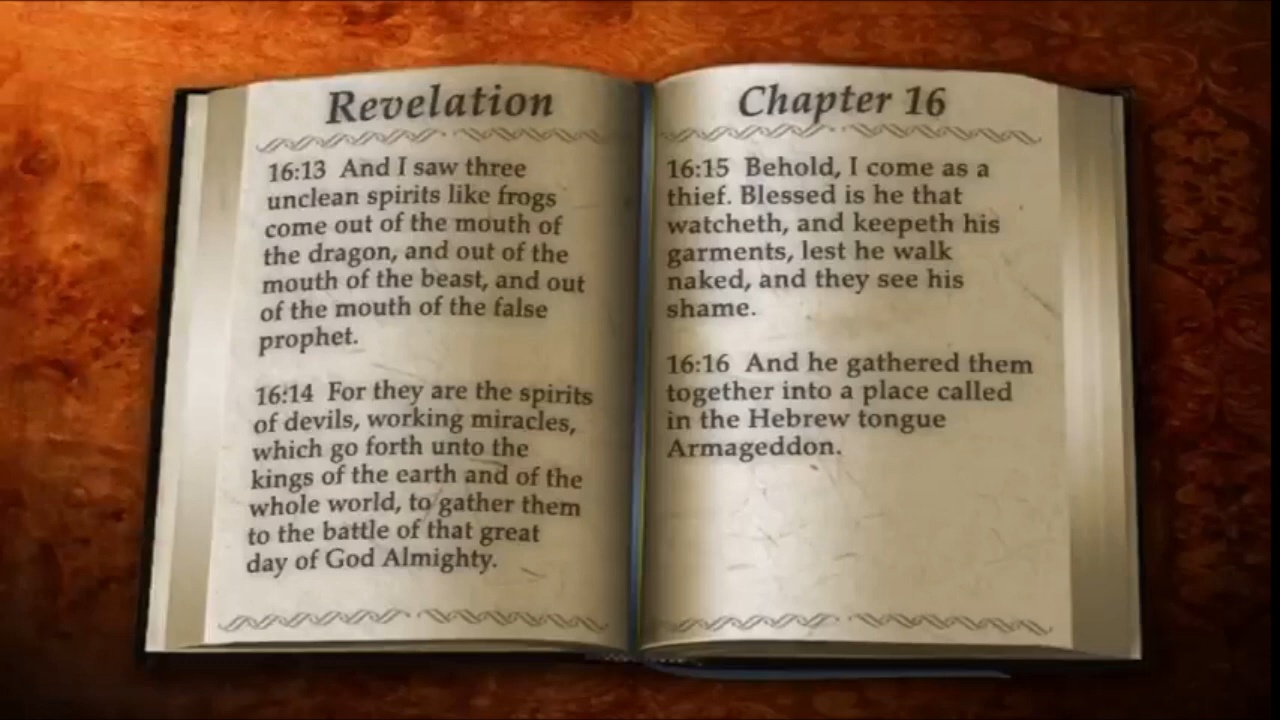 Revelation
16:13 And I saw three
unclean spirits like frogs
come out of the mouth of
the dragon, and out of the
mouth of the beast, and out
of the mouth of the false
prophet.
16:14 For they are the spirits
of devils, working miracles,
which go forth unto the
kings of the earth and of the
whole world, to gather them
to the battle of that great
day of God Almighty.
Chapter 16
16:15 Behold, I come as a
thief. Blessed is he that
watcheth, and keepeth his
garments, lest he walk
naked, and they see his
shame.
16:16 And he gathered them
together into a place called
in the Hebrew tongue
Armageddon.